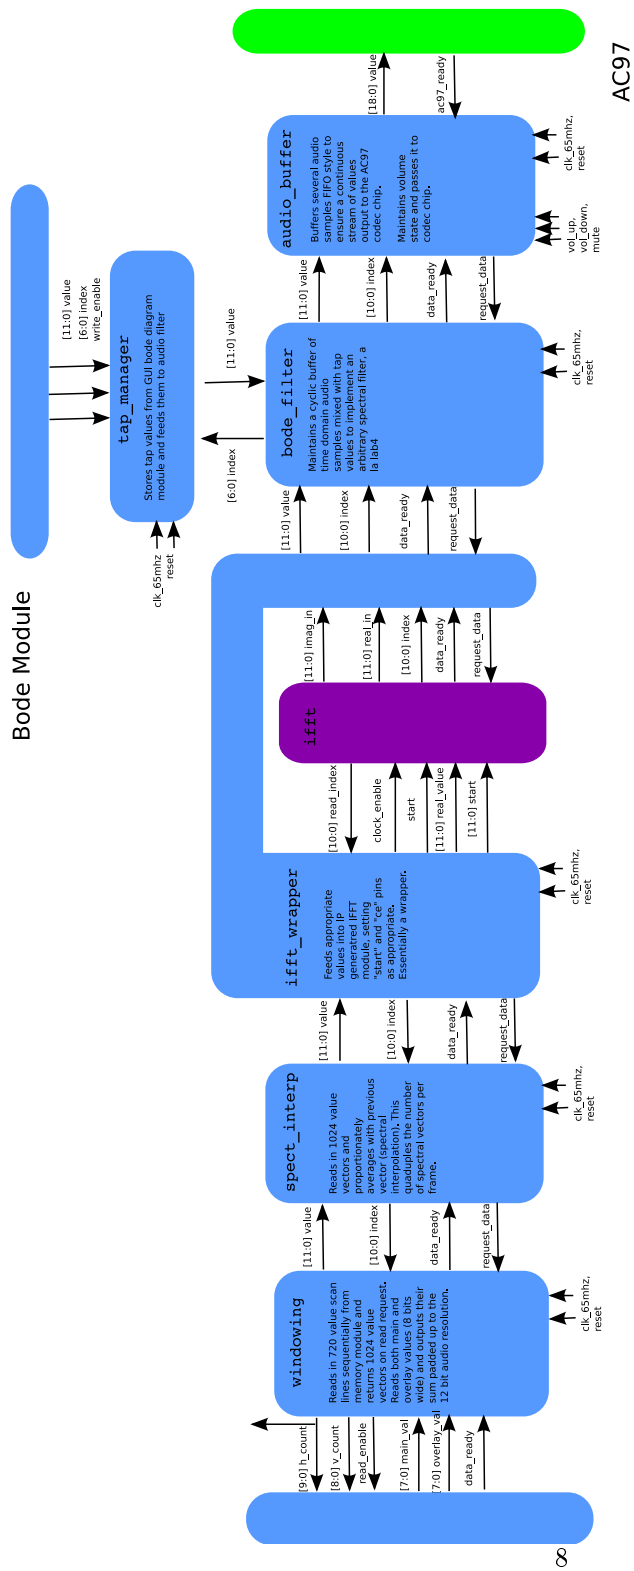 Bode Module
[11:0] value
[6:0] index
write_enable
clk_65mhz
reset
tap_manager
Stores tap values from GUI bode diagram
module and feeds them to audio filter
[6:0] index
[11:0] value
[9:0] h_count
[8:0] v_count
read_enable
[7:0] main_val
[7:0] overlay_val
data_ready
windowing
Reads in 720 value scan
lines sequentially from
memory module and
returns 1024 value
vectors on read request.
Reads both main and
overlay values (8 bits
wide) and outputs their
sum padded up to the
12 bit audio resolution.
clk_65mhz,
reset
[11:0] value
[10:0] index
data_ready
request_data
spect_interp
Reads in 1024 value
vectors and
proportionately
averages with previous
vector (spectral
interpolation). This
quaduples the number
of spectral vectors per
frame.
clk_65mhz,
reset
[11:0] value
[10:0] index
data_ready
request_data
ifft_wrapper
Feeds appropriate
values into IP
generatred IFFT
module, setting
"start" and "ce" pins
as appropriate.
Essentially a wrapper.
clk_65mhz,
reset
[10:0] read_index
clock_enable
start
[11:0] real_value
[11:0] start
ifft
[11:0] imag_in
[11:0] real_in
[10:0] index
data_ready
request_data
[11:0] value
[10:0] index
data_ready
request_data
bode_filter
Maintains a cyclic buffer of
time domain audio
samples mixed with tap
values to implement an
arbitrary spectral filter, a
la lab4
clk_65mhz,
reset
[11:0] value
[10:0] index
data_ready
request_data
audio_buffer
Buffers several audio
samples FIFO style to
ensure a continuous
stream of values
output to the AC97
codec chip.
Maintains volume
state and passes it to
codec chip.
vol_up,
vol_down,
mute
clk_65mhz,
reset
[18:0] value
ac97_ready
AC97
8